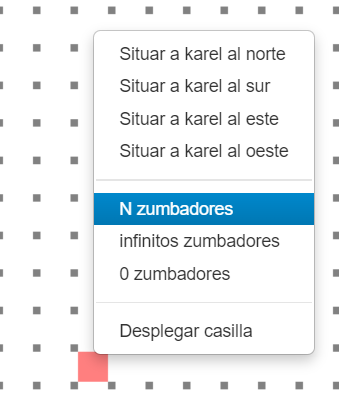 Situar a karel al norte
Situar a karel al sur
Situar a karel al este
Situar a karel al oeste
N zumbadores
infinitos zumbadores
0 zumbadores
Desplegar casilla